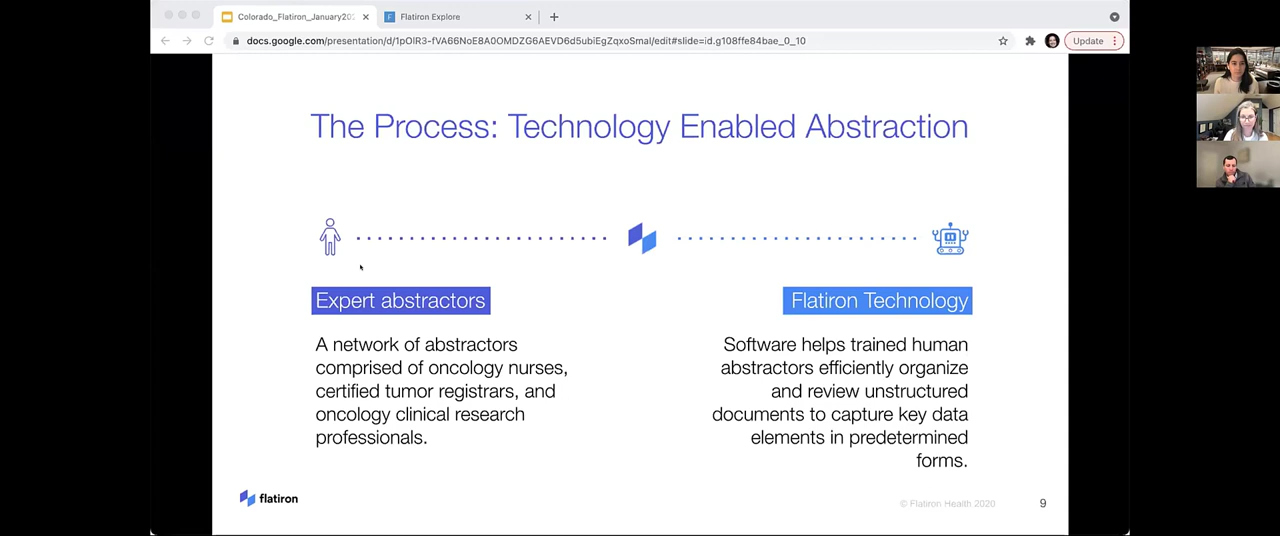 Colorado_Flatiron_January202
Flatiron Explore
docs.google.com/presentation/d/1pOIR3-fVA66NoE8A0OMDZG6AEVD6d5ubiEgZqxoSmaI/edit#slide=id.g108ffe84bae_0_10
Update
The Process: Technology Enabled Abstraction
Expert abstractors
A network of abstractors
comprised of oncology nurses,
certified tumor registrars, and
oncology clinical research
professionals.
Flatiron Technology
Software helps trained human
abstractors efficiently organize
and review unstructured
documents to capture key data
elements in predetermined
forms.
flatiron
© Flatiron Health 2020
9